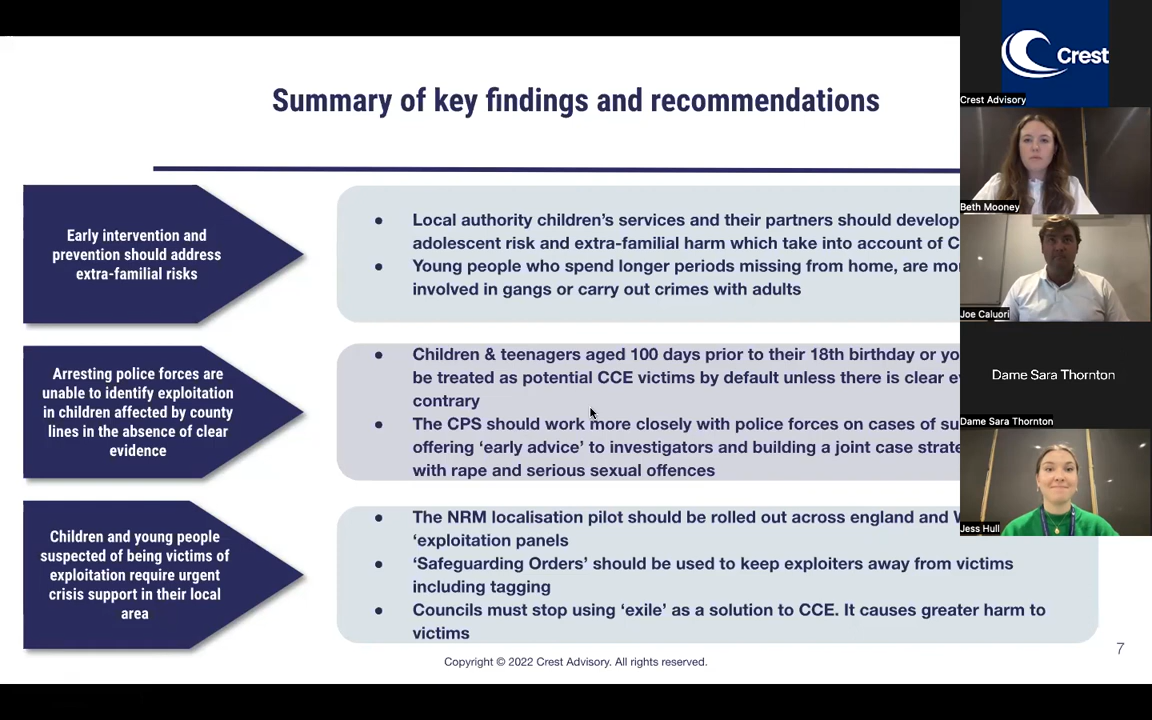 Summary of key findings and recommendations
Early intervention and
prevention should address
extra-familial risks
● Local authority children's services and their partners should develop
adolescent risk and extra-familial harm which take into account of C
● Young people who spend longer periods missing from home, are mo
involved in gangs or carry out crimes with adults
Arresting police forces are
unable to identify exploitation
in children affected by county
lines in the absence of clear
evidence
● Children & teenagers aged 100 days prior to their 18th birthday or yo
be treated as potential CCE victims by default unless there is clear e
contrary
● The CPS should work more closely with police forces on cases of su
offering ‘early advice’ to investigators and building a joint case strate
with rape and serious sexual offences
Children and young people
suspected of being victims of
exploitation require urgent
crisis support in their local
area
● The NRM localisation pilot should be rolled out across england and
‘exploitation panels
● ‘Safeguarding Orders’ should be used to keep exploiters away from victims
including tagging
● Councils must stop using ‘exile’ as a solution to CCE. It causes greater harm to
victims
7
Copyright © 2022 Crest Advisory. All rights reserved.
Crest
Crest Advisory
Beth Mooney
Joe Caluori
Dame Sara Thornton
Dame Sara Thornton
Jess Hull